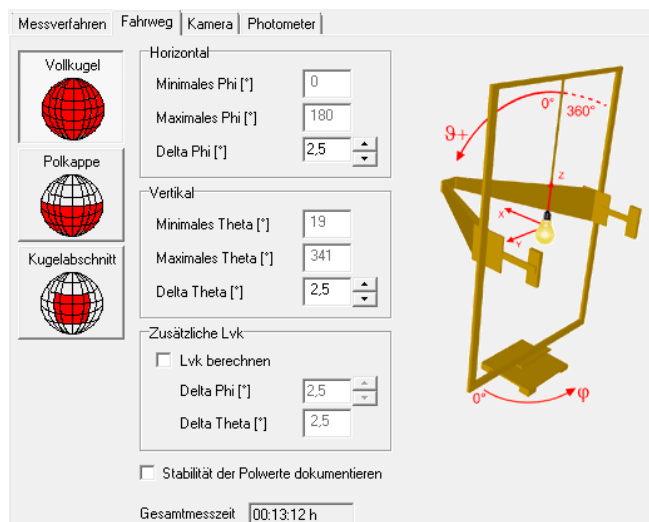 Messverfahren Fahrweg Kamera Photometer
Vollkugel
Polkappe
Kugelabschnitt
Horizontal
Minimales Phi [°] 0
Maximales Phi [°] 180
Delta Phi [°] 2,5
Vertikal
Minimales Theta [°] 19
Maximales Theta [°] 341
Delta Theta [°] 2,5
Zusätzliche Lvk
Lvk berechnen
Delta Phi [°] 2,5
Delta Theta [°] 2,5
Stabilität der Polwerte dokumentieren
Gesamtmesszeit 00:13:12 h
0° 360°
ϑ+
z
x
Y
0° φ